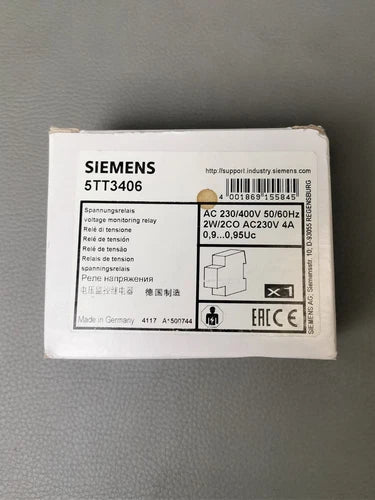 SIEMENS
5TT3406
http://support.industry.siemens.com
4 001869 155845
Spannungsrelais
voltage monitoring relay
Relé di tensione
Relé de tensión
Relé de tensão
Relais de tension
spanningsrelais
Реле напряжения
电压监控继电器 德国制造
Made in Germany 4117 A*500744
AC 230/400V 50/60Hz
2W/2CO AC230V 4A
0,9...0,95Uc
X1
EAC CE
SIEMENS AG, Siemensstr. 10, D-93055 REGENSBURG